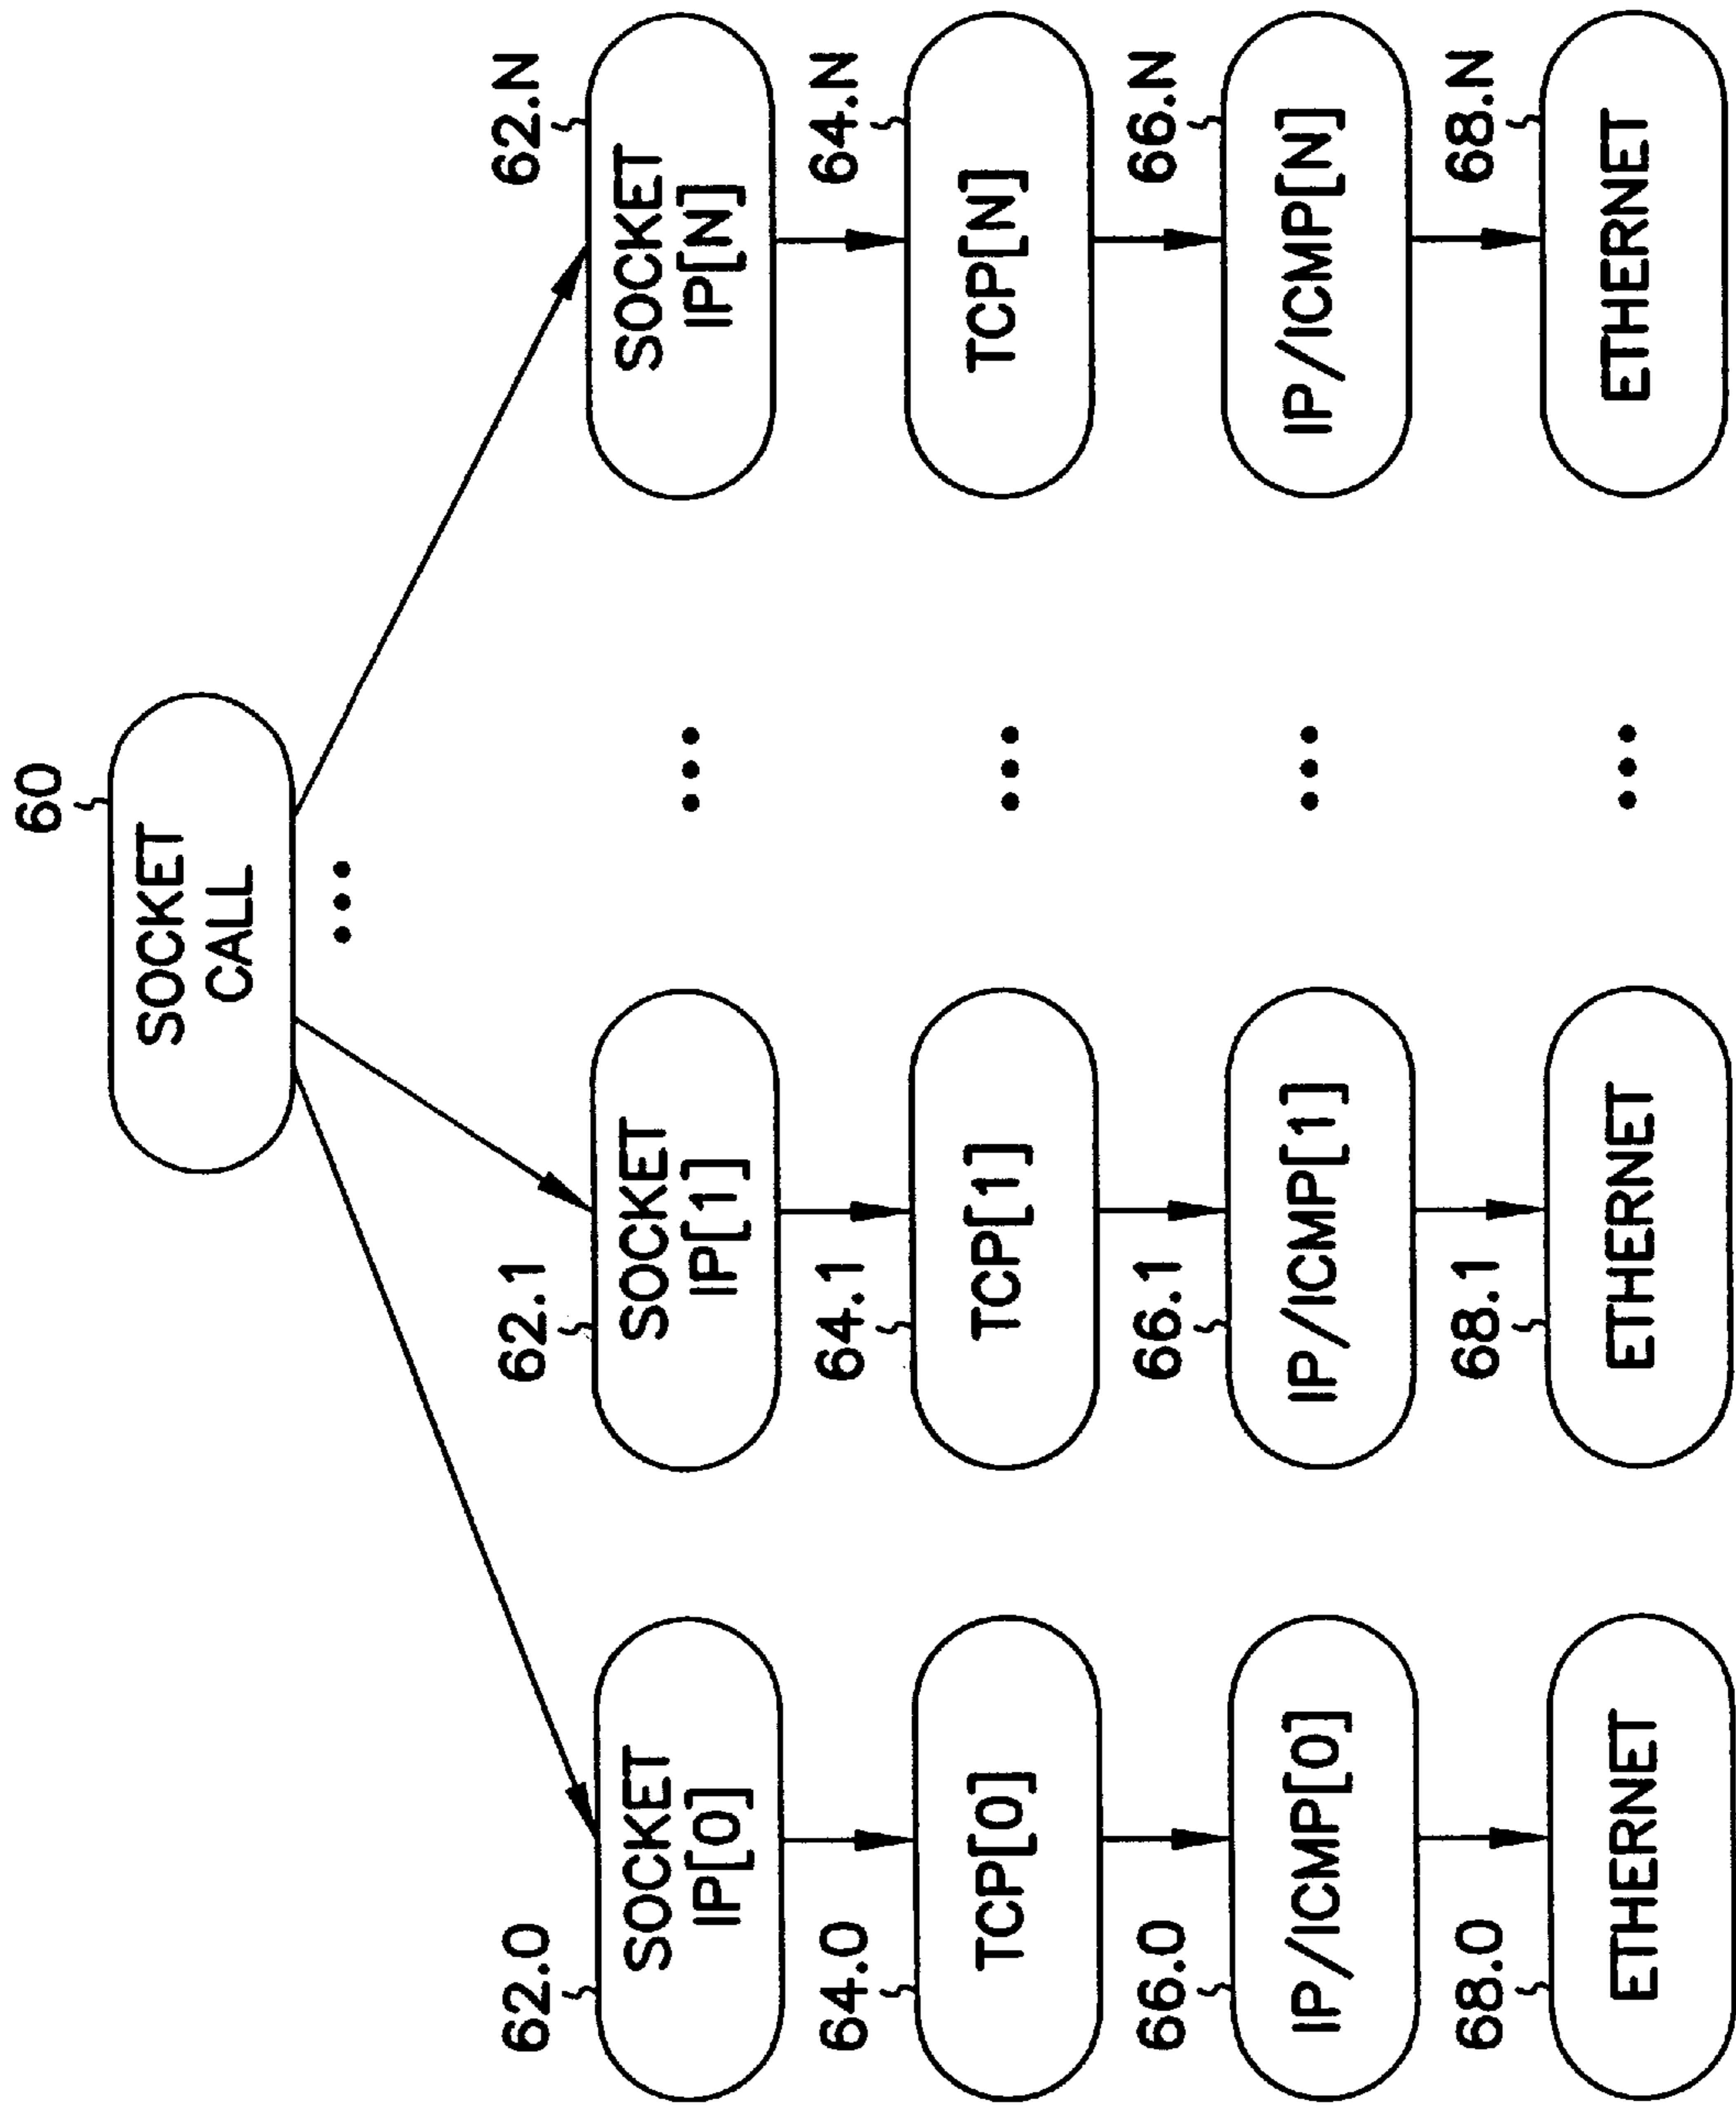 60
SOCKET
CALL
...
62.0
SOCKET
IP[0]
62.1
SOCKET
IP[1]
...
62.N
SOCKET
IP[N]
64.0
TCP[0]
64.1
TCP[1]
...
64.N
TCP[N]
66.0
IP/ICMP[0]
66.1
IP/ICMP[1]
...
66.N
IP/ICMP[N]
68.0
ETHERNET
68.1
ETHERNET
...
68.N
ETHERNET